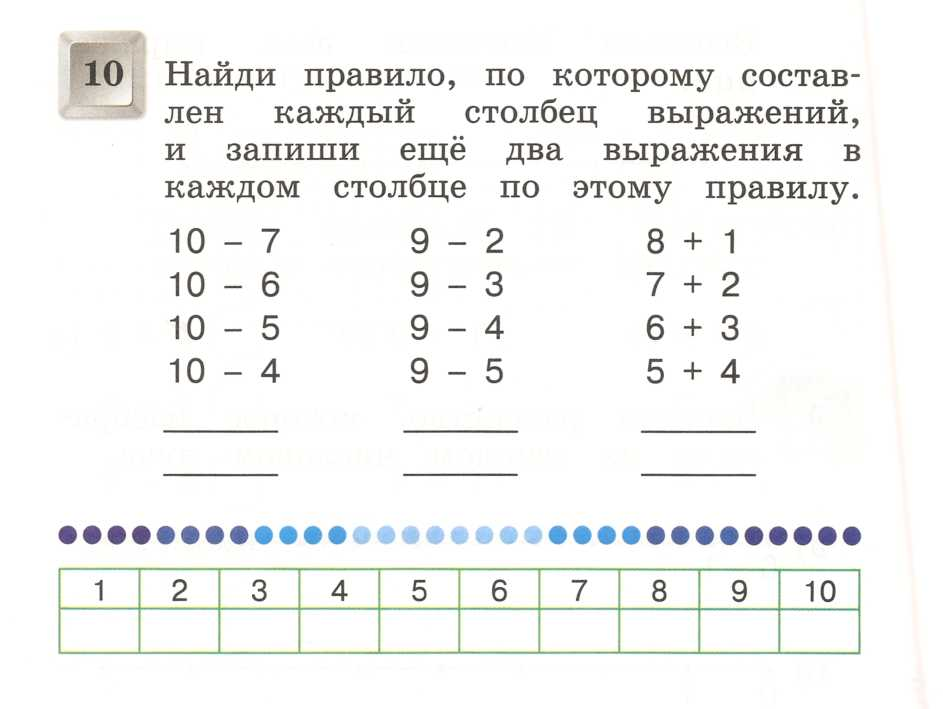 10
Найди правило, по которому состав-
лен каждый столбец выражений,
и запиши ещё два выражения в
каждом столбце по этому правилу.
10 – 7 9 – 2 8 + 1
10 – 6 9 – 3 7 + 2
10 – 5 9 – 4 6 + 3
10 – 4 9 – 5 5 + 4
1 2 3 4 5 6 7 8 9 10